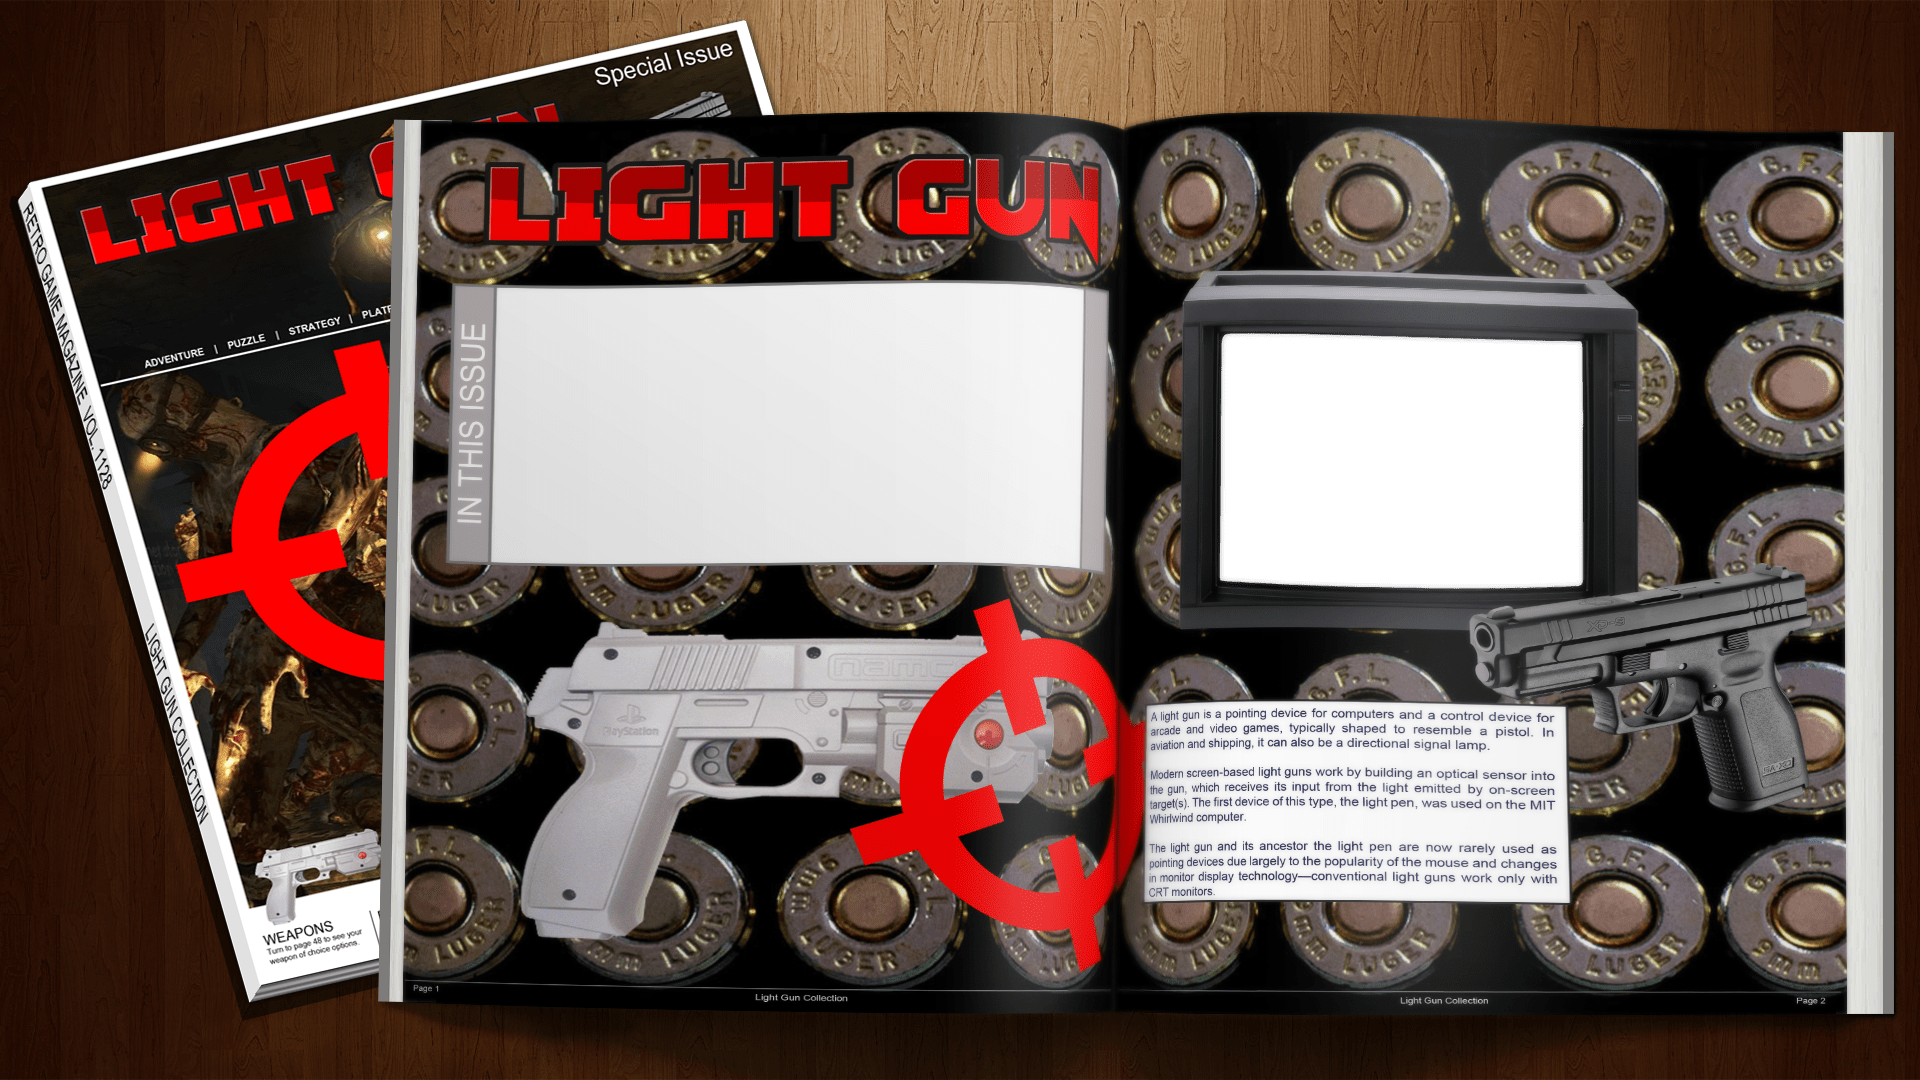 Special Issue
LIGHT
RETRO GAME MAGAZINE VOL. 1128
LIGHT GUN COLLECTION
ADVENTURE | PUZZLE | STRATEGY |
WEAPONS
Turn to page 48 to see your
weapon of choice options.
LIGHT GUN
IN THIS ISSUE
namco
PlayStation
Page 1
Light Gun Collection
G.F.L.
9mm LUGER
XD-9
A light gun is a pointing device for computers and a control device for
arcade and video games, typically shaped to resemble a pistol. In
aviation and shipping, it can also be a directional signal lamp.
Modern screen-based light guns work by building an optical sensor into
the gun, which receives its input from the light emitted by on-screen
target(s). The first device of this type, the light pen, was used on the MIT
Whirlwind computer.
The light gun and its ancestor the light pen are now rarely used as
pointing devices due largely to the popularity of the mouse and changes
in monitor display technology—conventional light guns work only with
CRT monitors.
Light Gun Collection
Page 2